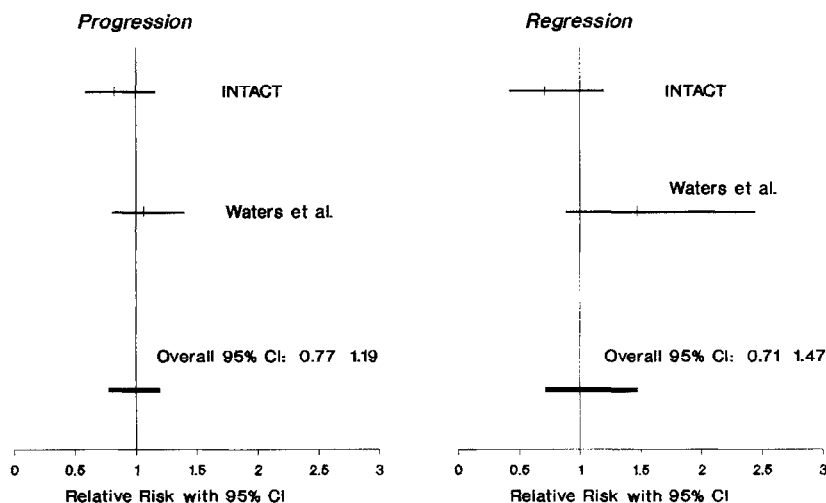 Progression
INTACT
Waters et al.
Overall 95% CI: 0.77 1.19
0 0.5 1 1.5 2 2.5 3
Relative Risk with 95% CI
Regression
INTACT
Waters et al.
Overall 95% CI: 0.71 1.47
0 0.5 1 1.5 2 2.5 3
Relative Risk with 95% CI